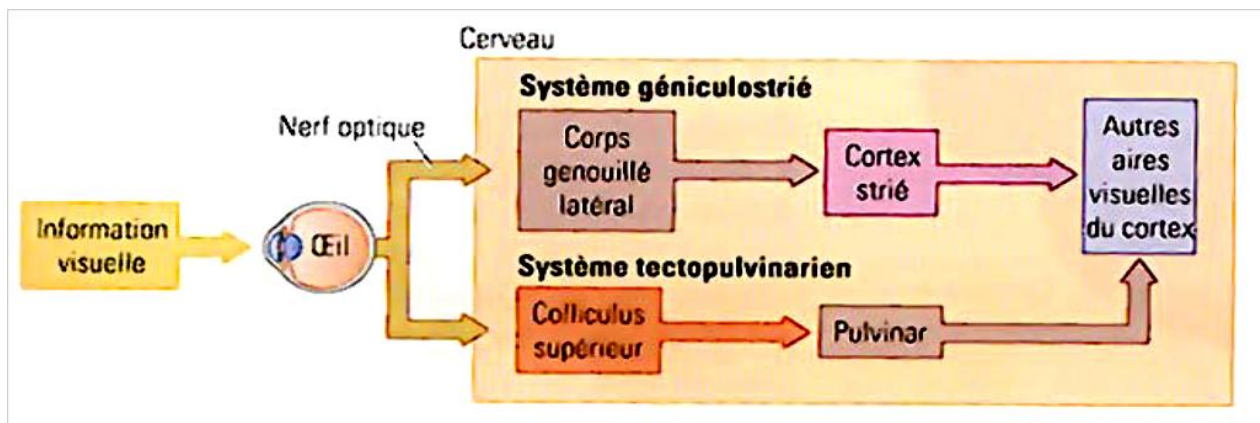 Cerveau
Système géniculostrié
Nerf optique
Corps
genouillé
latéral
Cortex
strié
Autres
aires
visuelles
du cortex
Information
visuelle
Œil
Système tectopulvinarien
Colliculus
supérieur
Pulvinar